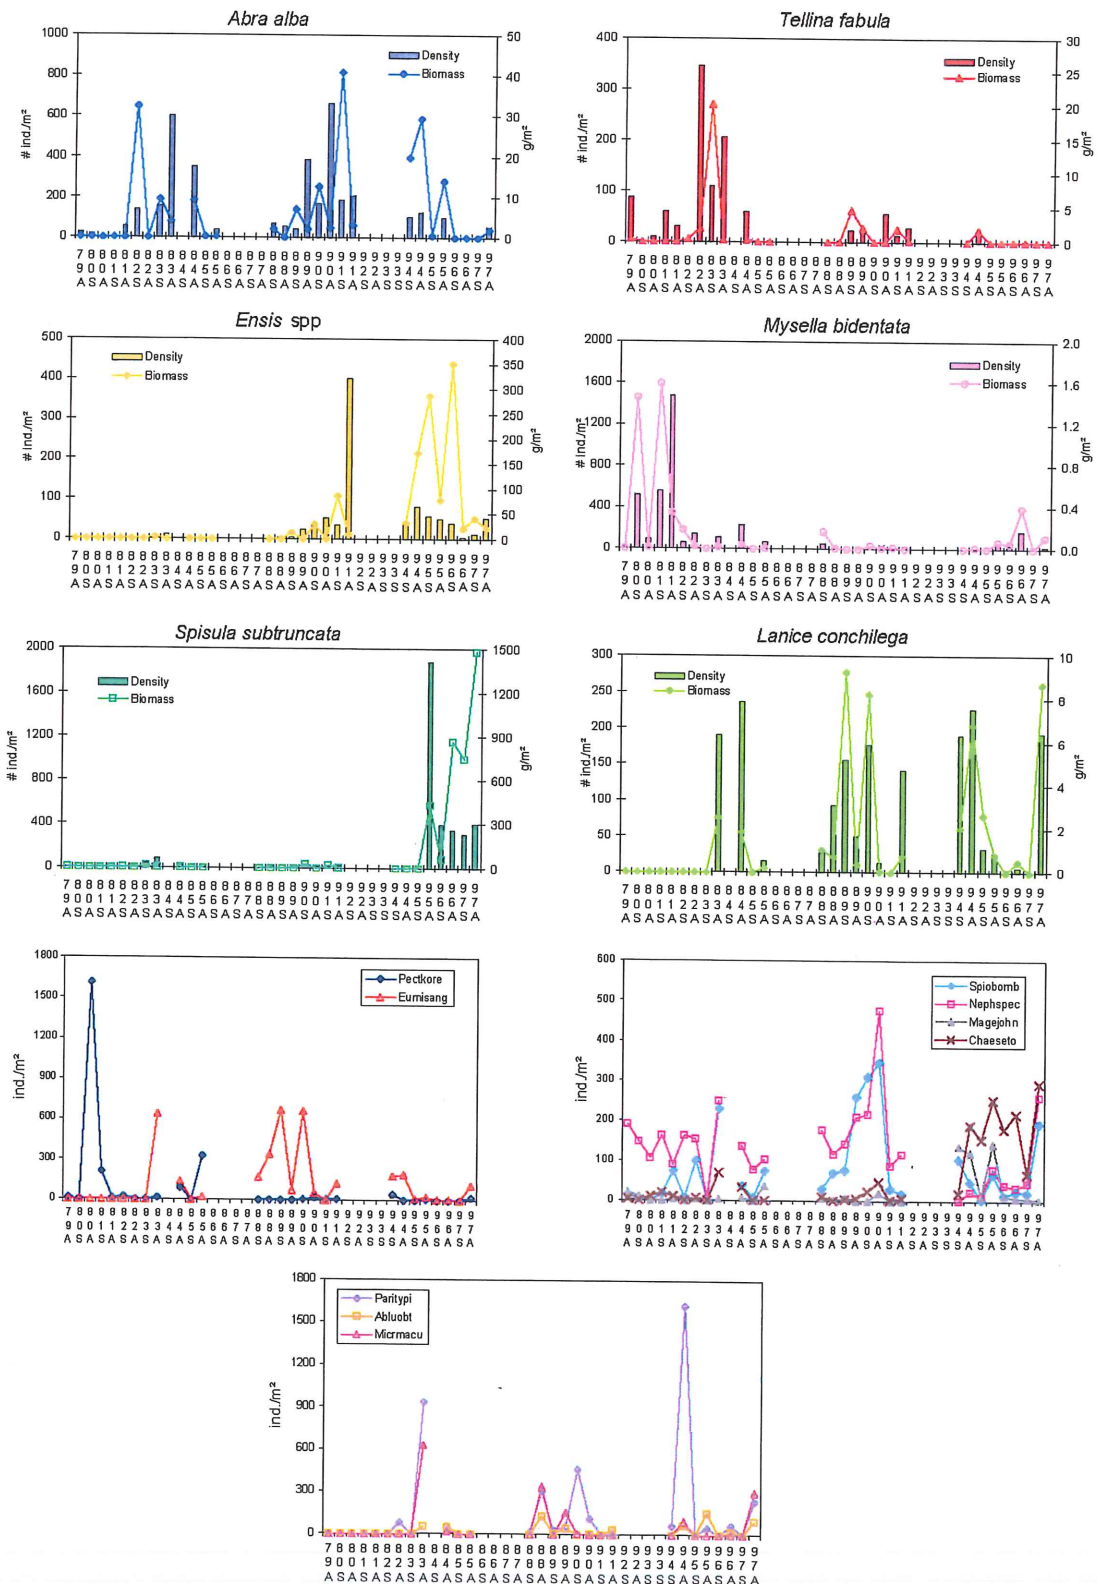 Abra alba
1000
800
600
400
200
0
# ind./m²
50
40
30
20
10
0
g/m²
Density
Biomass
7 8 8 8 8 8 8 8 8 8 8 8 8 8 8 8 8 8 8 8 8 9 9 9 9 9 9 9 9 9 9 9 9 9 9 9 9
9 0 0 1 1 2 2 3 3 4 4 5 5 6 6 7 7 8 8 9 9 0 0 1 1 2 2 3 3 4 4 5 5 6 6 7 7
A S A S A S A S A S A S A S A S A S A S A S A S A S A S A S A S A S A S A
Tellina fabula
400
300
200
100
0
# ind./m²
30
25
20
15
10
5
0
g/m²
Density
Biomass
Ensis spp
500
400
300
200
100
0
# ind./m²
400
350
300
250
200
150
100
50
0
g/m²
Density
Biomass
Mysella bidentata
2000
1600
1200
800
400
0
# ind./m²
2.0
1.6
1.2
0.8
0.4
0.0
g/m²
Density
Biomass
Spisula subtruncata
2000
1600
1200
800
400
0
# ind./m²
1500
1200
900
600
300
0
g/m²
Density
Biomass
Lanice conchilega
300
250
200
150
100
50
0
# ind./m²
10
8
6
4
2
0
g/m²
Density
Biomass
1800
1500
1200
900
600
300
0
ind./m²
Pectkore
Eumisang
600
500
400
300
200
100
0
ind./m²
Spiobomb
Nephspec
Magejohn
Chaeseto
1800
1500
1200
900
600
300
0
ind./m²
Paritypi
Abluobt
Micrmacu